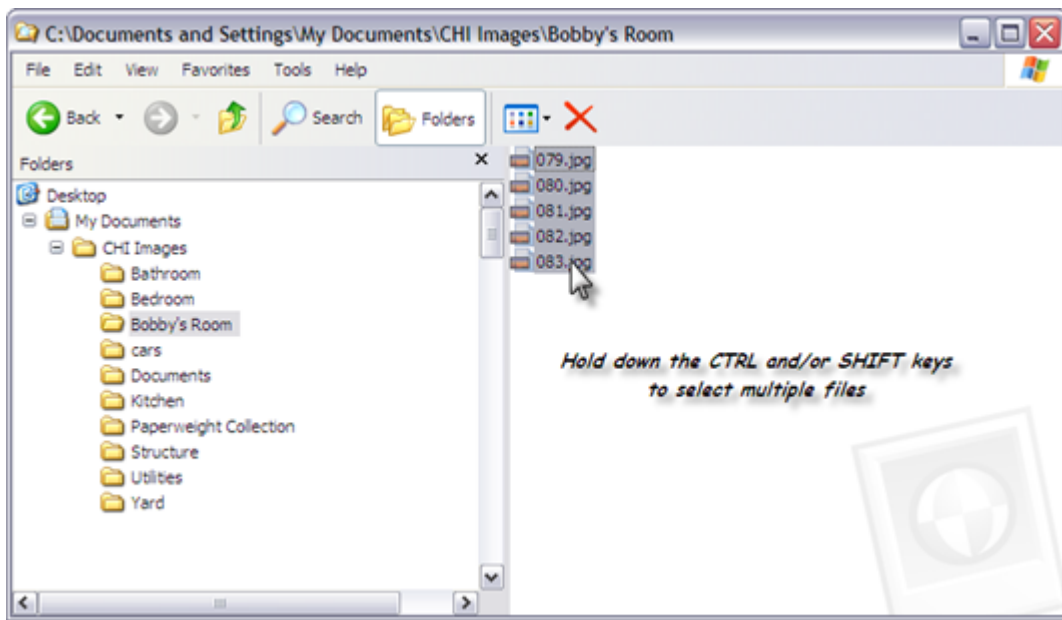 C:\Documents and Settings\My Documents\CHI Images\Bobby's Room
File Edit View Favorites Tools Help
Back Search Folders
Folders
Desktop
My Documents
CHI Images
Bathroom
Bedroom
Bobby's Room
cars
Documents
Kitchen
Paperweight Collection
Structure
Utilities
Yard
079.jpg
080.jpg
081.jpg
082.jpg
083.jpg
Hold down the CTRL and/or SHIFT keys
to select multiple files